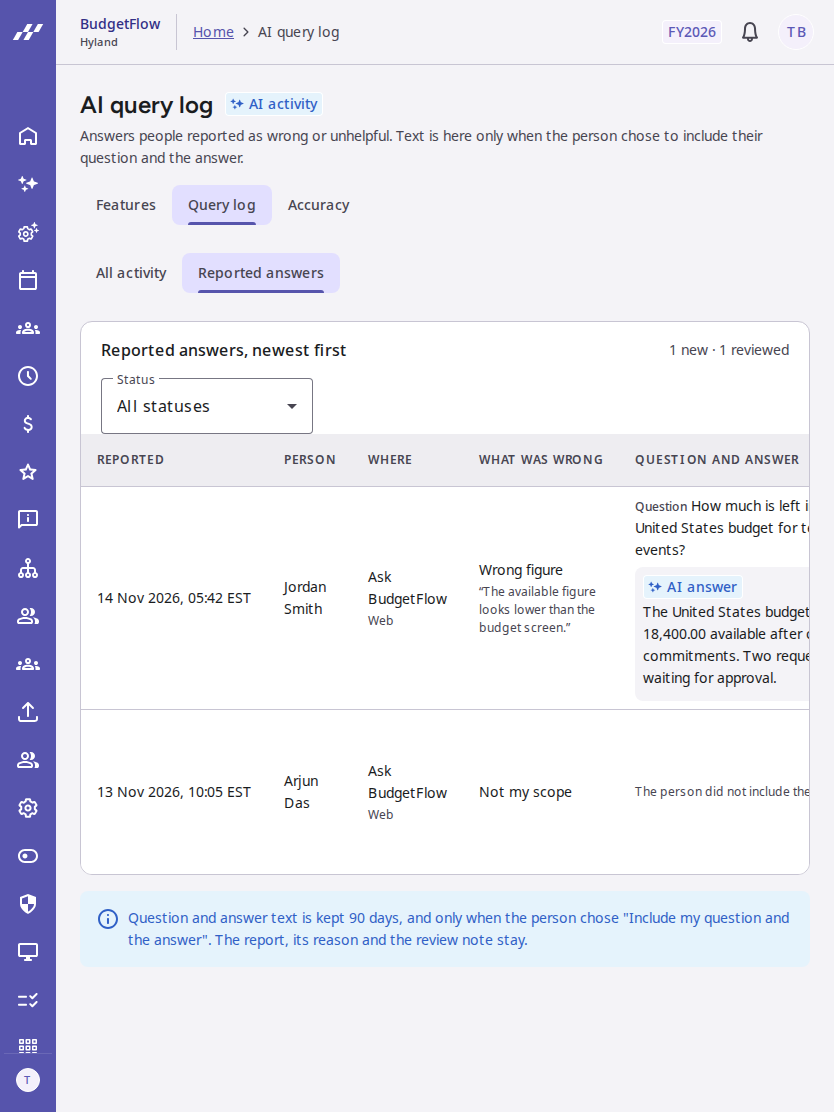 BudgetFlow
Hyland
Home > AI query log
FY2026
TB
AI query log
AI activity
Answers people reported as wrong or unhelpful. Text is here only when the person chose to include their
question and the answer.
Features
Query log
Accuracy
All activity
Reported answers
Reported answers, newest first
1 new · 1 reviewed
Status
All statuses
REPORTED
PERSON
WHERE
WHAT WAS WRONG
QUESTION AND ANSWER
14 Nov 2026, 05:42 EST
Jordan
Smith
Ask
BudgetFlow
Web
Wrong figure
“The available figure
looks lower than the
budget screen.”
Question How much is left
United States budget for
events?
AI answer
The United States budget
18,400.00 available after
commitments. Two
waiting for approval.
13 Nov 2026, 10:05 EST
Arjun
Das
Ask
BudgetFlow
Web
Not my scope
The person did not include the
Question and answer text is kept 90 days, and only when the person chose "Include my question and
the answer". The report, its reason and the review note stay.
T